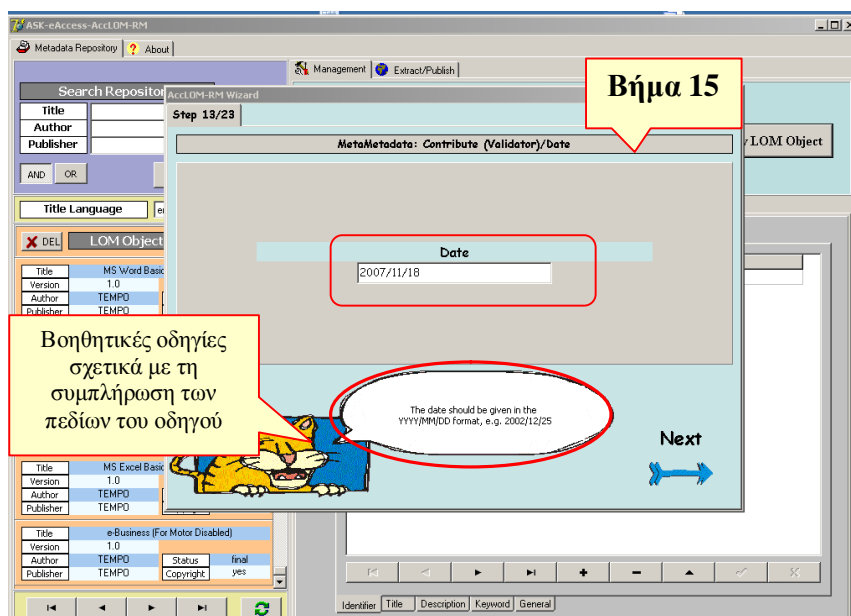 ASK-eAccess-AccLOM-RM
Metadata Repository
? About
Management
Extract/Publish
Search Repositor
Title
Author
Publisher
AND OR
Title Language
DEL
LOM Object
Title MS Word Basic
Version 1.0
Author TEMPO
Publisher TEMPO
AccLOM-RM Wizard
Step 13/23
Βήμα 15
MetaMetadata: Contribute (Validator)/Date
LOM Object
Date
2007/11/18
Βοηθητικές οδηγίες
σχετικά με τη
συμπλήρωση των
πεδίων του οδηγού
The date should be given in the
YYYY/MM/DD format, e.g. 2002/12/25
Next
Title MS Excel Basic
Version 1.0
Author TEMPO
Publisher TEMPO
Title e-Business (For Motor Disabled)
Version 1.0
Author TEMPO Status final
Publisher TEMPO Copyright yes
Identifier Title Description Keyword General